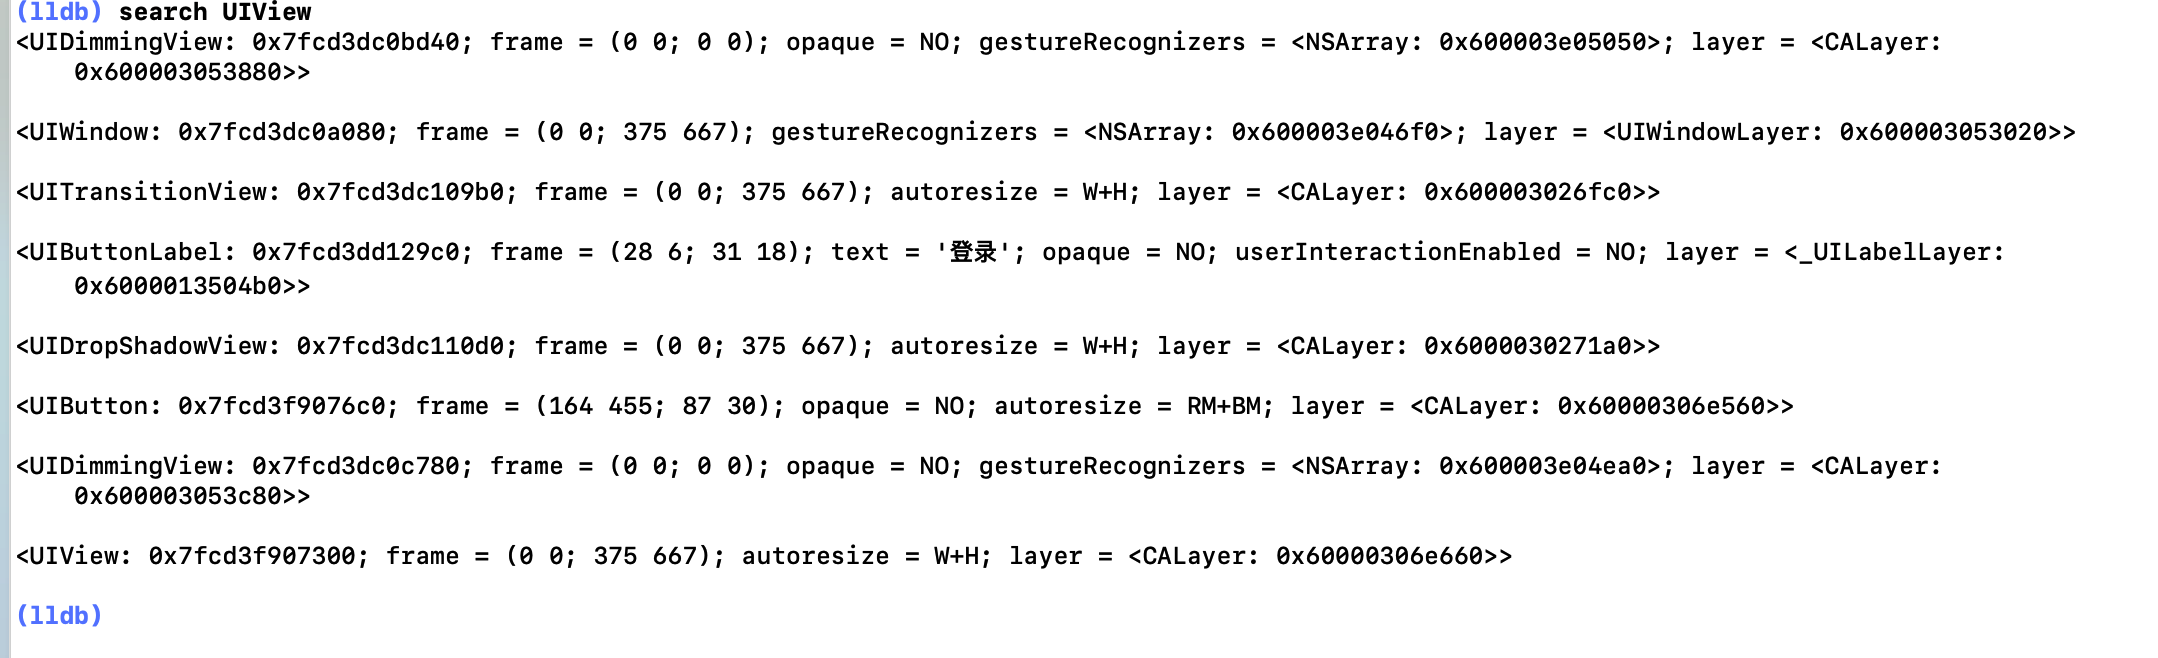 (lldb) search UIView
<UIDimmingView: 0x7fcd3dc0bd40; frame = (0 0; 0 0); opaque = NO; gestureRecognizers = <NSArray: 0x600003e05050>; layer = <CALayer:
0x600003053880>>
<UIWindow: 0x7fcd3dc0a080; frame = (0 0; 375 667); gestureRecognizers = <NSArray: 0x600003e046f0>; layer = <UIWindowLayer: 0x600003053020>>
<UITransitionView: 0x7fcd3dc109b0; frame = (0 0; 375 667); autoresize = W+H; layer = <CALayer: 0x600003026fc0>>
<UIButtonLabel: 0x7fcd3dd129c0; frame = (28 6; 31 18); text = '登录'; opaque = NO; userInteractionEnabled = NO; layer = <_UILabelLayer:
0x6000013504b0>>
<UIDropShadowView: 0x7fcd3dc110d0; frame = (0 0; 375 667); autoresize = W+H; layer = <CALayer: 0x6000030271a0>>
<UIButton: 0x7fcd3f9076c0; frame = (164 455; 87 30); opaque = NO; autoresize = RM+BM; layer = <CALayer: 0x60000306e560>>
<UIDimmingView: 0x7fcd3dc0c780; frame = (0 0; 0 0); opaque = NO; gestureRecognizers = <NSArray: 0x600003e04ea0>; layer = <CALayer:
0x600003053c80>>
<UIView: 0x7fcd3f907300; frame = (0 0; 375 667); autoresize = W+H; layer = <CALayer: 0x60000306e660>>
(lldb)